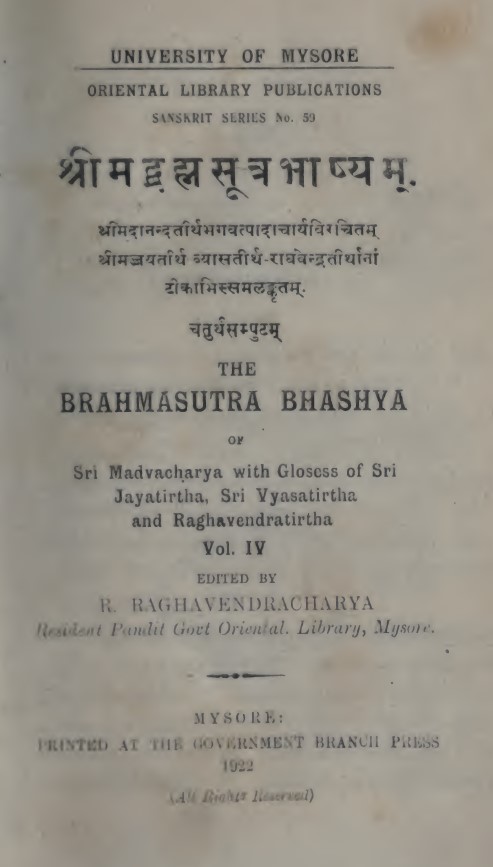 UNIVERSITY OF MYSORE
ORIENTAL LIBRARY PUBLICATIONS
SANSKRIT SERIES No. 59
श्रीमद्ब्रह्मसूत्रभाष्यम्.
श्रीमदानन्दतीर्थभगवत्पादाचार्यविरचितम्
श्रीमज्जयतीर्थ व्यासतीर्थ-राघवेन्द्रतीर्थानां
टीकाभिस्समलङ्कृतम्.
चतुर्थसम्पुटम्
THE
BRAHMASUTRA BHASHYA
OF
Sri Madvacharya with Glosess of Sri
Jayatirtha, Sri Vyasatirtha
and Raghavendratirtha
Vol. IV
EDITED BY
R. RAGHAVENDRACHARYA
Resident Pandit Govt Oriental. Library, Mysore.
MYSORE:
PRINTED AT THE GOVERNMENT BRANCH PRESS
1922
(All Rights Reserved)